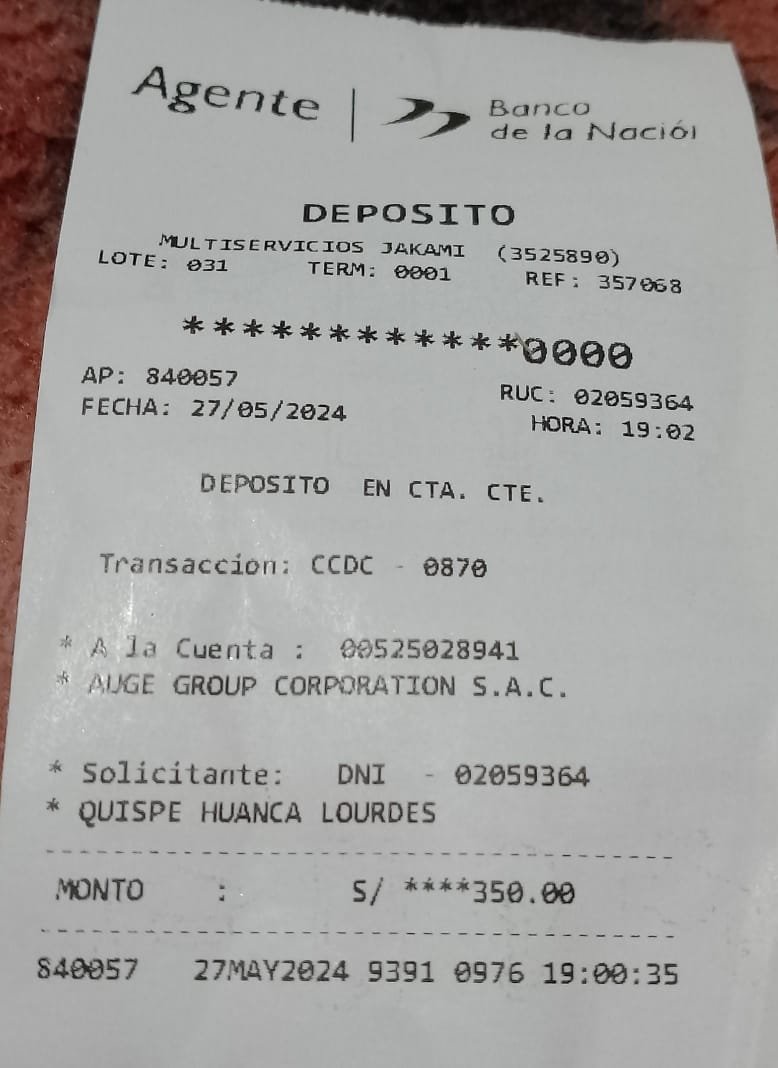 Agente | Banco
de la Nación
DEPOSITO
MULTISERVICIOS JAKAMI (3525890)
LOTE: 031 TERM: 0001 REF: 357068
************0000
AP: 840057 RUC: 02059364
FECHA: 27/05/2024 HORA: 19:02
DEPOSITO EN CTA. CTE.
Transaccion: CCDC - 0870
* A la Cuenta : 00525028941
* AUGE GROUP CORPORATION S.A.C.
* Solicitante: DNI - 02059364
* QUISPE HUANCA LOURDES
MONTO : S/ ****350.00
840057 27MAY2024 9391 0976 19:00:35